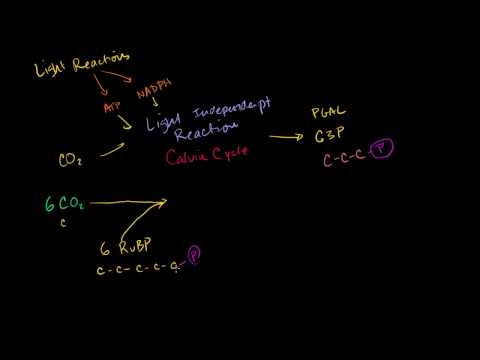 Light Reactions
ATP
NADPH
Light Independent
Reaction
Calvin Cycle
CO2
PGAL
G3P
C-C-C-P
6 CO2
C
6 RuBP
C-C-C-C-C-P